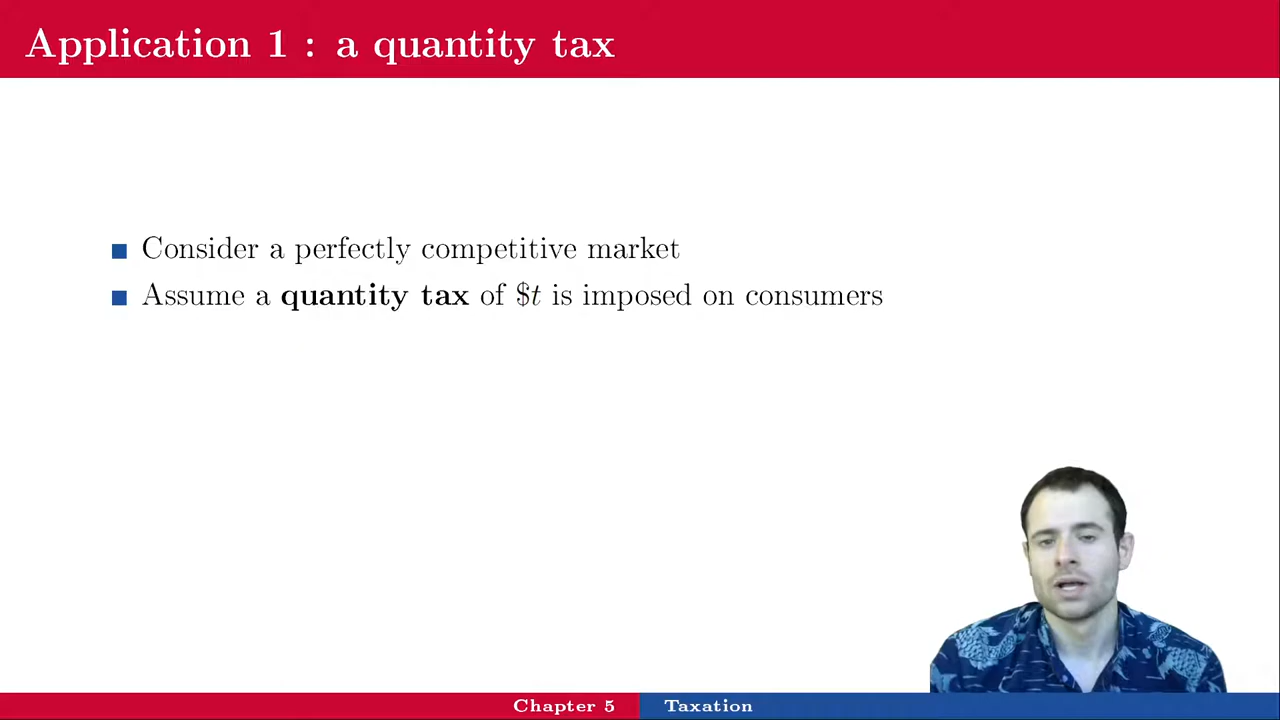 Application 1 : a quantity tax
Consider a perfectly competitive market
Assume a quantity tax of $t is imposed on consumers
Chapter 5 Taxation